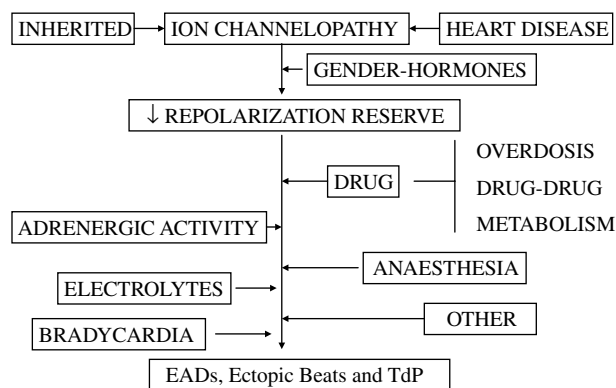 INHERITED
ION CHANNELOPATHY
HEART DISEASE
GENDER-HORMONES
↓ REPOLARIZATION RESERVE
OVERDOSIS
DRUG
DRUG-DRUG
METABOLISM
ADRENERGIC ACTIVITY
ANAESTHESIA
ELECTROLYTES
OTHER
BRADYCARDIA
EADs, Ectopic Beats and TdP